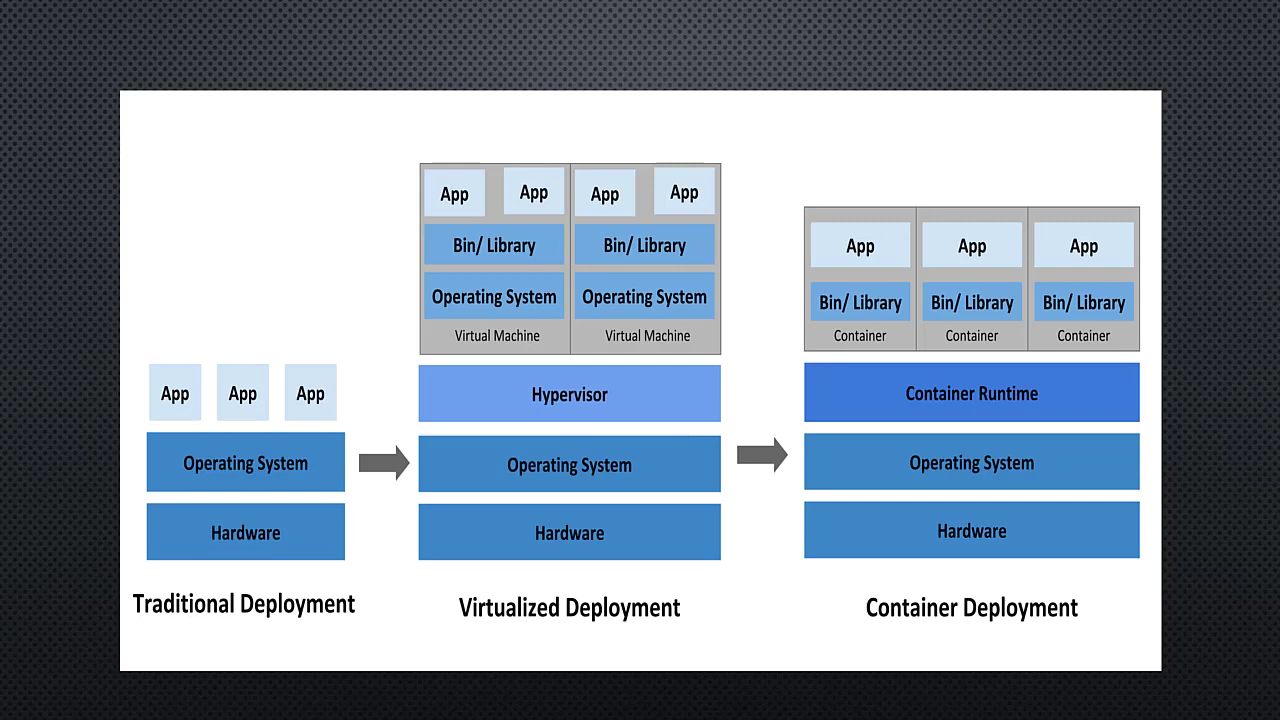 App
App
App
Operating System
Hardware
Traditional Deployment
App
App
App
App
Bin/ Library
Bin/ Library
Operating System
Operating System
Virtual Machine
Virtual Machine
Hypervisor
Operating System
Hardware
Virtualized Deployment
App
App
App
Bin/ Library
Bin/ Library
Bin/ Library
Container
Container
Container
Container Runtime
Operating System
Hardware
Container Deployment